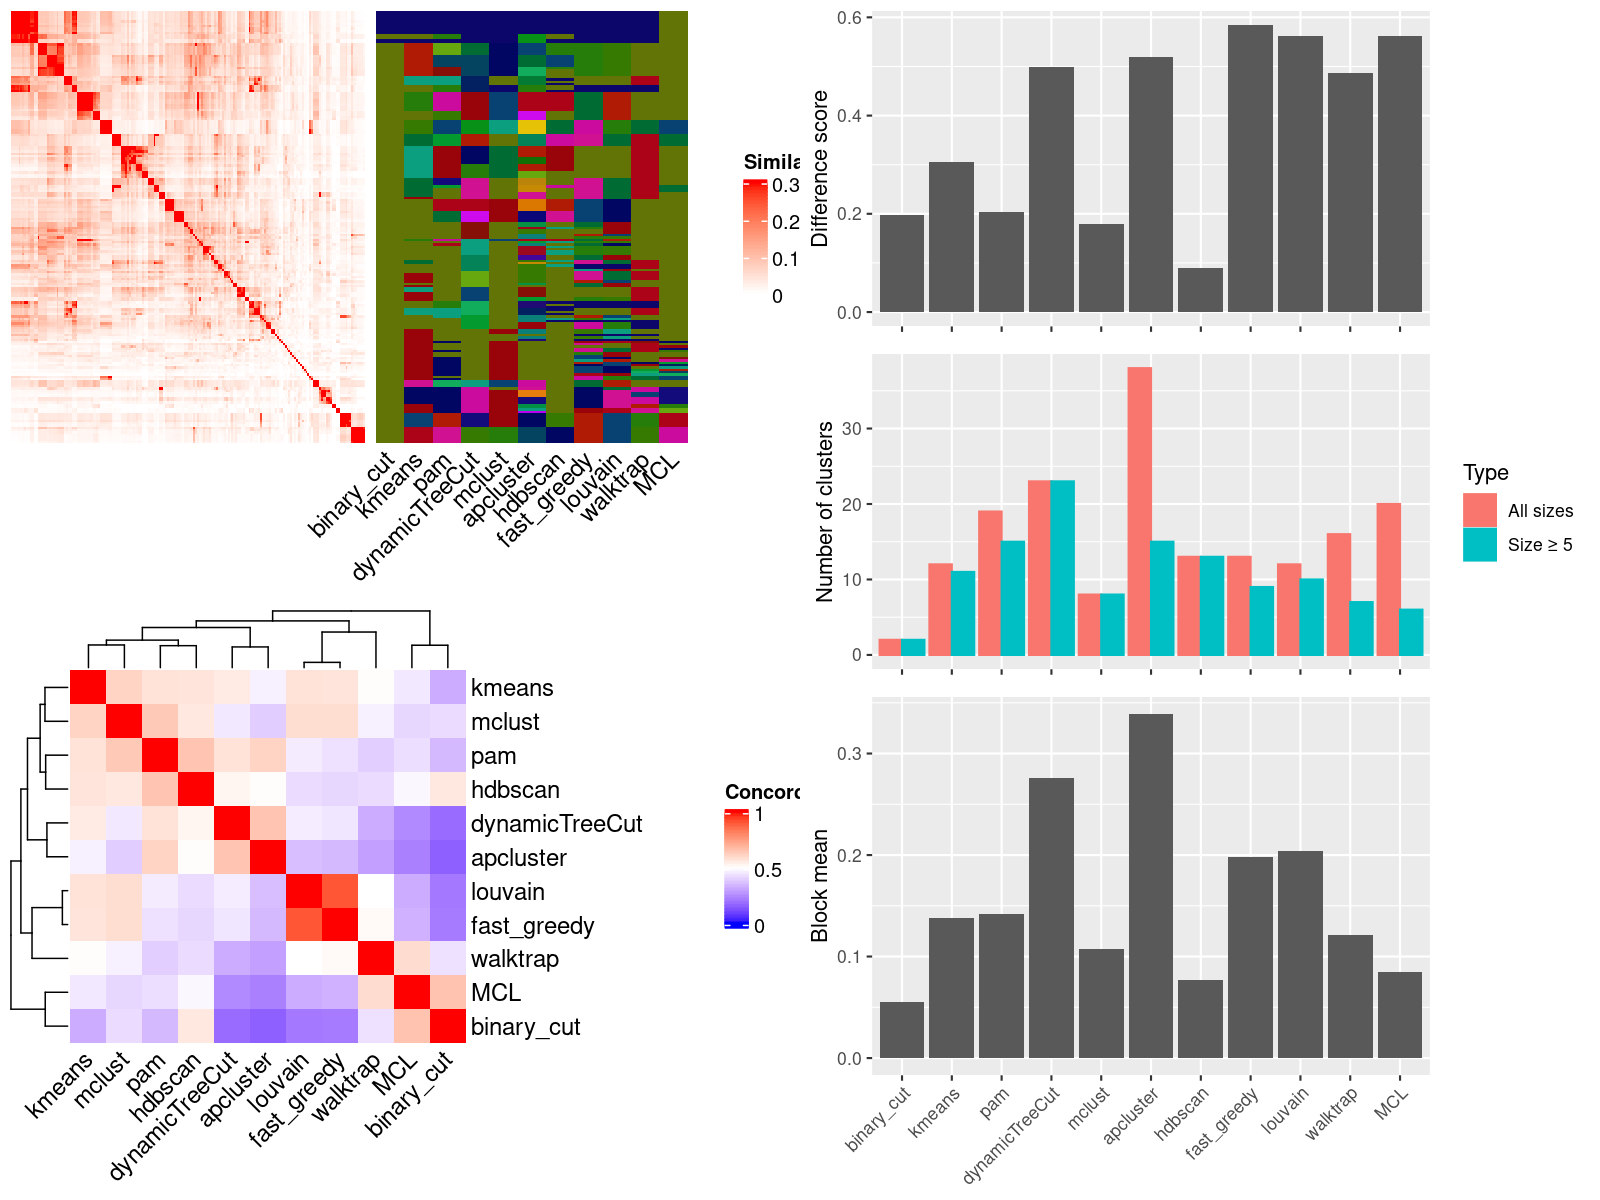 Simila
0.3
0.2
0.1
0
binary_cut
kmeans
pam
dynamicTreeCut
mclust
apcluster
hdbscan
fast_greedy
louvain
walktrap
MCL
kmeans
mclust
pam
hdbscan
dynamicTreeCut
apcluster
louvain
fast_greedy
walktrap
MCL
binary_cut
kmeans
mclust
pam
hdbscan
dynamicTreeCut
apcluster
louvain
fast_greedy
walktrap
MCL
binary_cut
Concord
1
0.5
0
Difference score
0.6
0.4
0.2
0.0
Number of clusters
30
20
10
0
Type
All sizes
Size ≥ 5
Block mean
0.3
0.2
0.1
0.0
binary_cut
kmeans
pam
dynamicTreeCut
mclust
apcluster
hdbscan
fast_greedy
louvain
walktrap
MCL